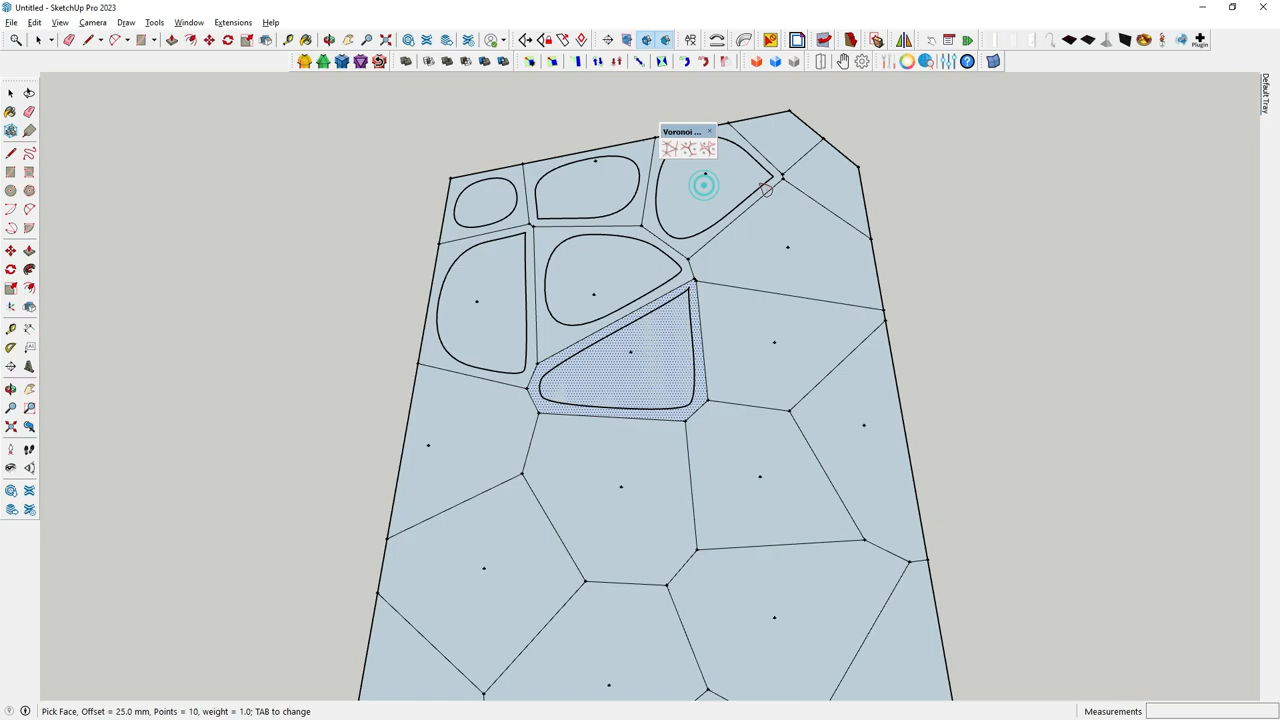 Untitled - SketchUp Pro 2023
File Edit View Camera Draw Tools Window Extensions Help
Plugin
Default Tray
Voronoi ...
Pick Face, Offset = 25.0 mm, Points = 10, weight = 1.0; TAB to change
Measurements